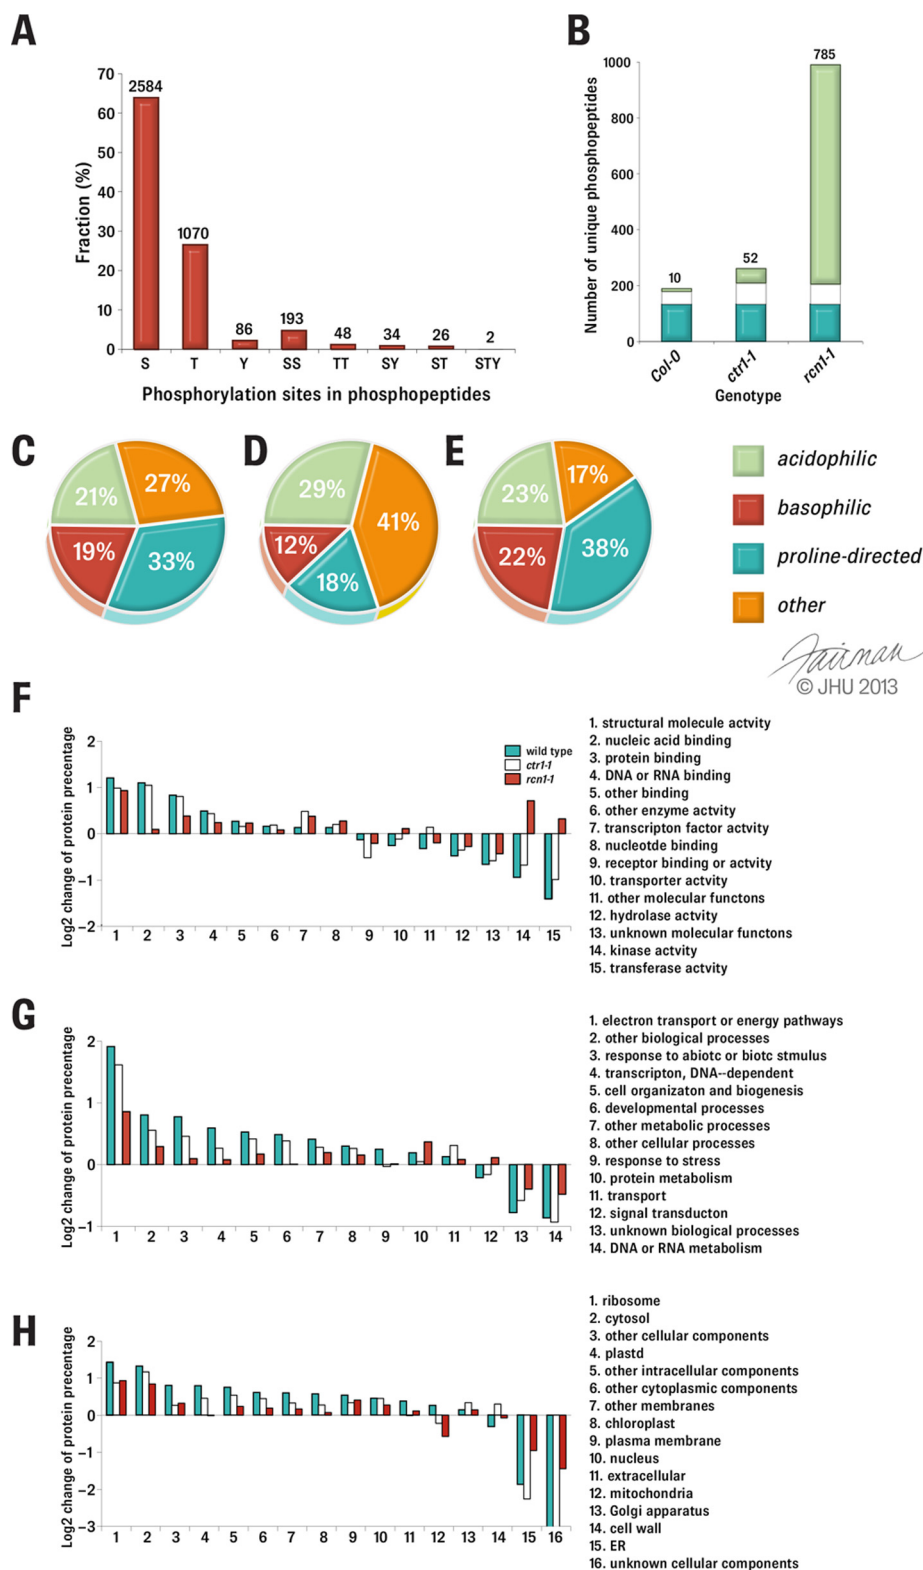 A
B
70
60
50
40
30
20
10
0
Fraction (%)
2584
1070
86
193
48
34
26
2
S T Y SS TT SY ST STY
Phosphorylation sites in phosphopeptides
1000
800
600
400
200
0
Number of unique phosphopeptides
10
52
785
Col-0 ctr1-1 rcn1-1
Genotype
C
21%
27%
19%
33%
D
29%
41%
12%
18%
E
23%
17%
22%
38%
acidophilic
basophilic
proline-directed
other
Fairman
© JHU 2013
F
Log2 change of protein precentage
2
1
0
−1
−2
wild type
ctr1-1
rcn1-1
1 2 3 4 5 6 7 8 9 10 11 12 13 14 15
1. structural molecule actvity
2. nucleic acid binding
3. protein binding
4. DNA or RNA binding
5. other binding
6. other enzyme actvity
7. transcripton factor actvity
8. nucleotde binding
9. receptor binding or activity
10. transporter activity
11. other molecular functons
12. hydrolase actvity
13. unknown molecular functons
14. kinase activity
15. transferase activity
G
Log2 change of protein precentage
2
1
0
−1
1 2 3 4 5 6 7 8 9 10 11 12 13 14
1. electron transport or energy pathways
2. other biological processes
3. response to abiotc or biotc stmulus
4. transcripton, DNA--dependent
5. cell organizaton and biogenesis
6. developmental processes
7. other metabolic processes
8. other cellular processes
9. response to stress
10. protein metabolism
11. transport
12. signal transducton
13. unknown biological processes
14. DNA or RNA metabolism
H
Log2 change of protein precentage
2
1
0
−1
−2
−3
1 2 3 4 5 6 7 8 9 10 11 12 13 14 15 16
1. ribosome
2. cytosol
3. other cellular components
4. plastd
5. other intracellular components
6. other cytoplasmic components
7. other membranes
8. chloroplast
9. plasma membrane
10. nucleus
11. extracellular
12. mitochondria
13. Golgi apparatus
14. cell wall
15. ER
16. unknown cellular components